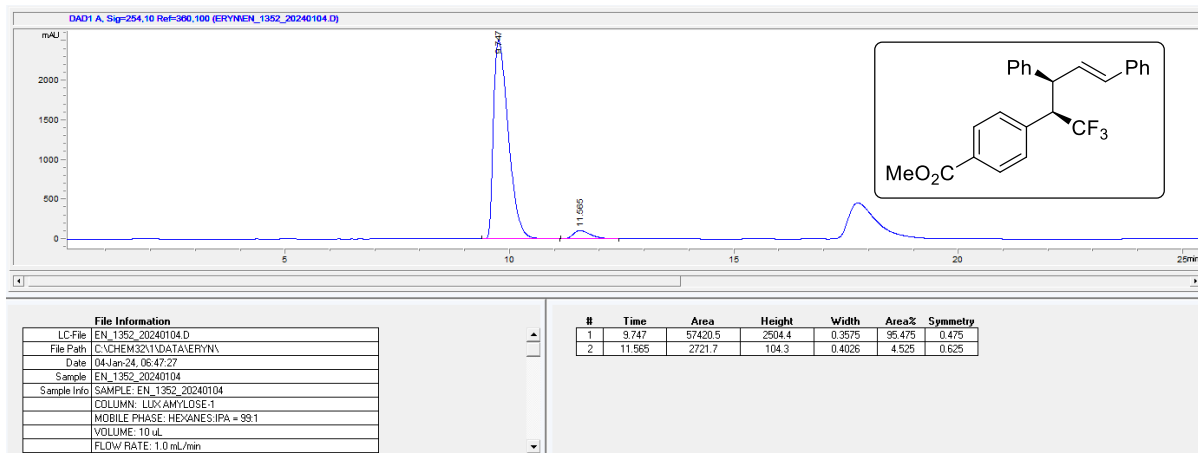 DAD1 A, Sig=254,10 Ref=360,100 (ERYN\EN_1352_20240104.D)
mAU
2000
1500
1000
500
0
9.747
11.565
5
10
15
20
25
min
Ph
Ph
CF3
MeO2C
File Information
LC-File EN_1352_20240104.D
File Path C:\CHEM32\1\DATA\ERYN\
Date 04-Jan-24, 06:47:27
Sample EN_1352_20240104
Sample Info SAMPLE: EN_1352_20240104
COLUMN: LUX AMYLOSE-1
MOBILE PHASE: HEXANES:IPA = 99:1
VOLUME: 10 uL
FLOW RATE: 1.0 mL/min
# Time Area Height Width Area% Symmetry
1 9.747 57420.5 2504.4 0.3575 95.475 0.475
2 11.565 2721.7 104.3 0.4026 4.525 0.625